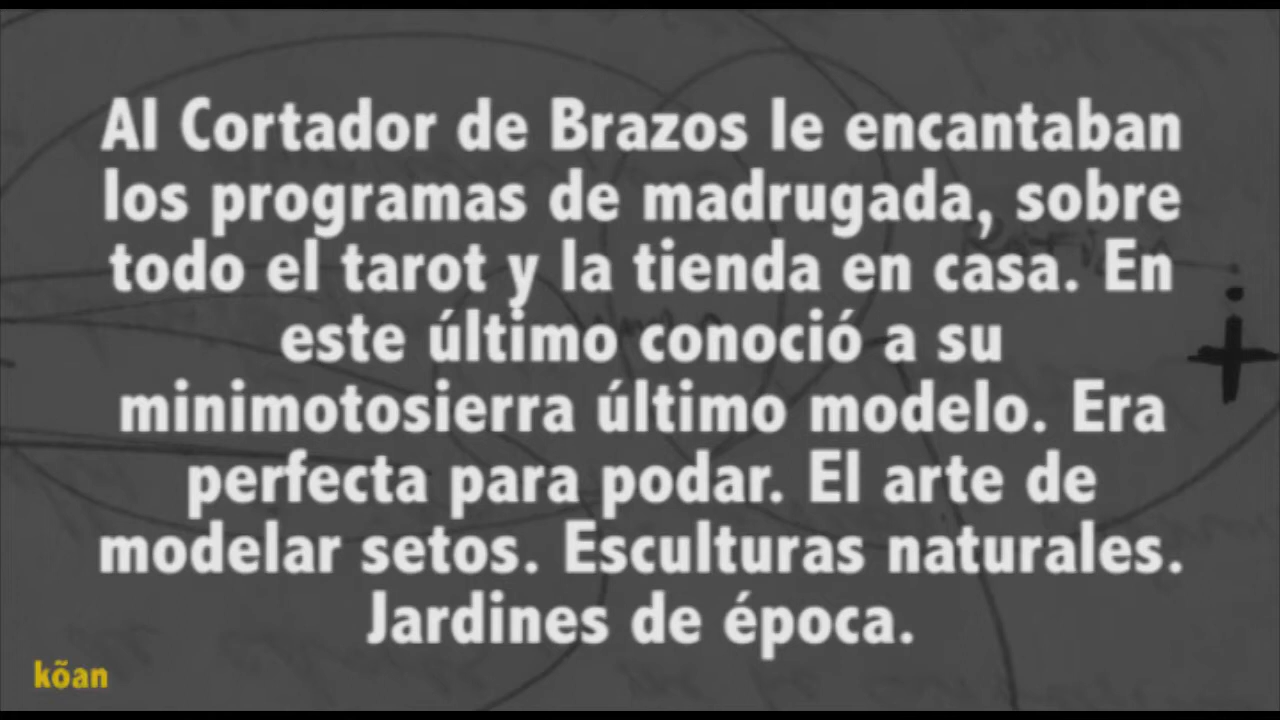 Al Cortador de Brazos le encantaban
los programas de madrugada, sobre
todo el tarot y la tienda en casa. En
este último conoció a su
minimotosierra último modelo. Era
perfecta para podar. El arte de
modelar setos. Esculturas naturales.
Jardines de época.
kõan